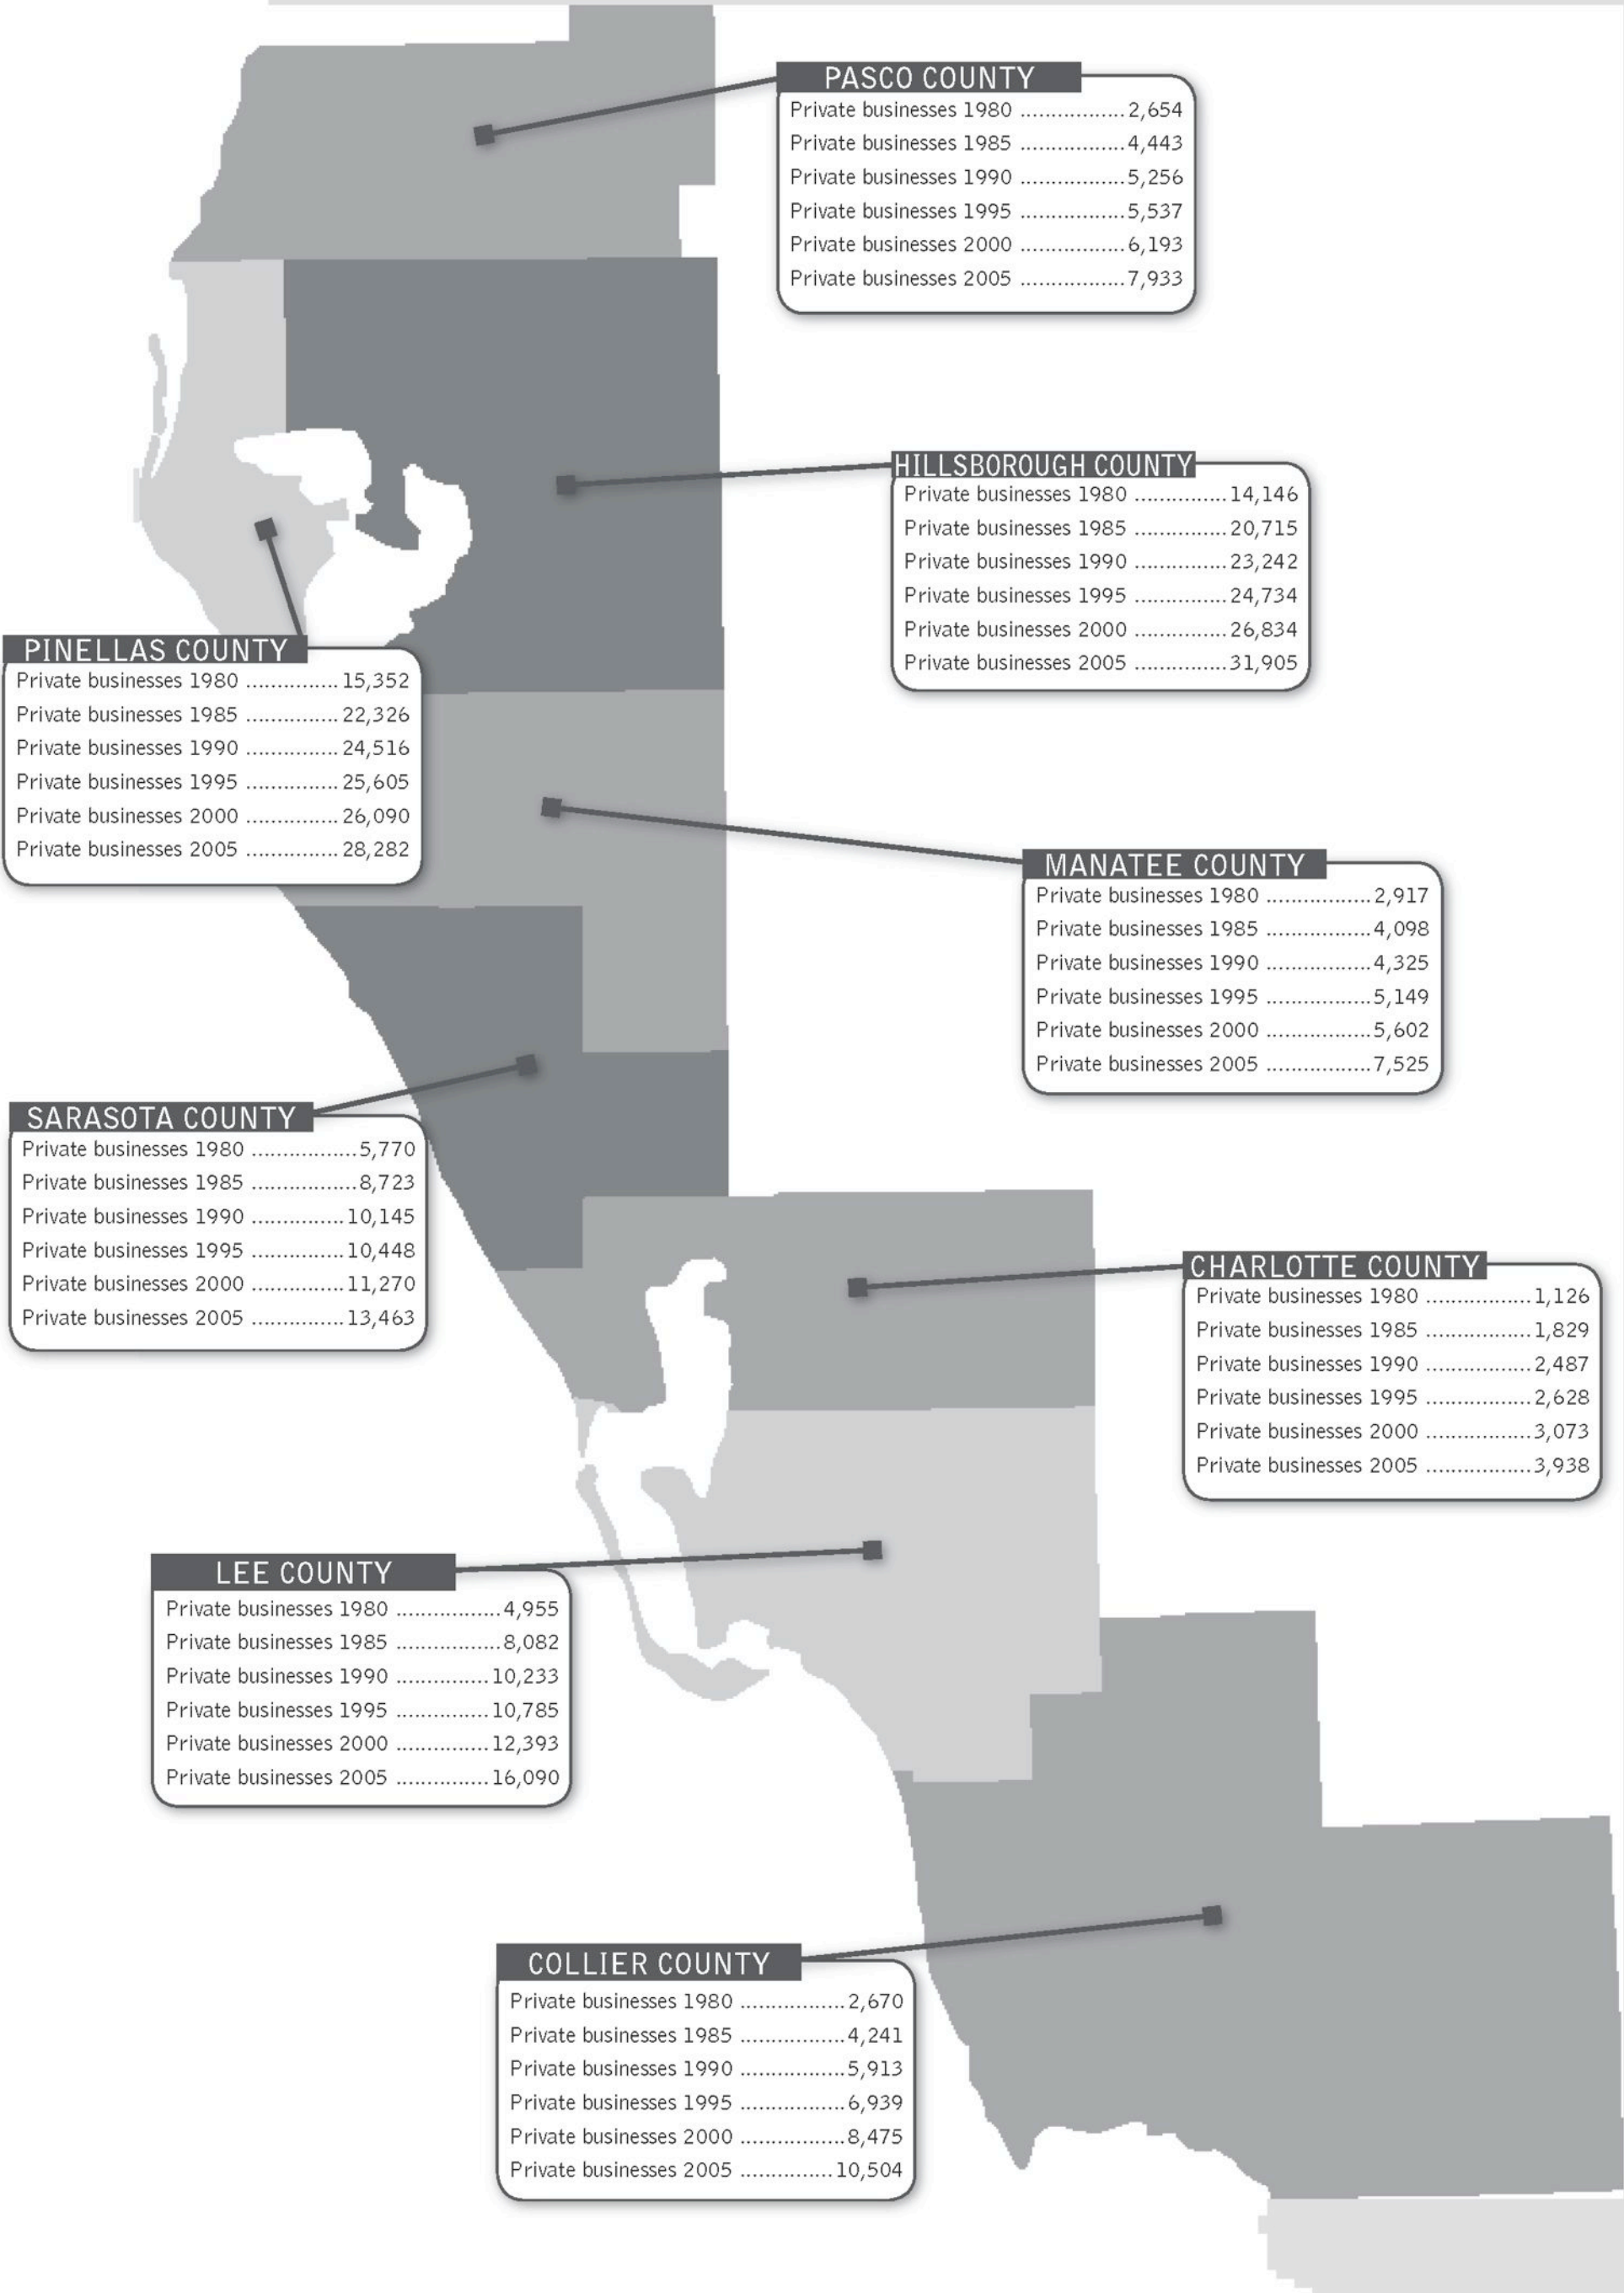 PASCO COUNTY
Private businesses 1980 .................2,654
Private businesses 1985 .................4,443
Private businesses 1990 .................5,256
Private businesses 1995 .................5,537
Private businesses 2000 .................6,193
Private businesses 2005 .................7,933
HILLSBOROUGH COUNTY
Private businesses 1980 ...............14,146
Private businesses 1985 ...............20,715
Private businesses 1990 ...............23,242
Private businesses 1995 ...............24,734
Private businesses 2000 ...............26,834
Private businesses 2005 ...............31,905
PINELLAS COUNTY
Private businesses 1980 ...............15,352
Private businesses 1985 ...............22,326
Private businesses 1990 ...............24,516
Private businesses 1995 ...............25,605
Private businesses 2000 ...............26,090
Private businesses 2005 ...............28,282
MANATEE COUNTY
Private businesses 1980 .................2,917
Private businesses 1985 .................4,098
Private businesses 1990 .................4,325
Private businesses 1995 .................5,149
Private businesses 2000 .................5,602
Private businesses 2005 .................7,525
SARASOTA COUNTY
Private businesses 1980 .................5,770
Private businesses 1985 .................8,723
Private businesses 1990 ...............10,145
Private businesses 1995 ...............10,448
Private businesses 2000 ...............11,270
Private businesses 2005 ...............13,463
CHARLOTTE COUNTY
Private businesses 1980 .................1,126
Private businesses 1985 .................1,829
Private businesses 1990 .................2,487
Private businesses 1995 .................2,628
Private businesses 2000 .................3,073
Private businesses 2005 .................3,938
LEE COUNTY
Private businesses 1980 .................4,955
Private businesses 1985 .................8,082
Private businesses 1990 ...............10,233
Private businesses 1995 ...............10,785
Private businesses 2000 ...............12,393
Private businesses 2005 ...............16,090
COLLIER COUNTY
Private businesses 1980 .................2,670
Private businesses 1985 .................4,241
Private businesses 1990 .................5,913
Private businesses 1995 .................6,939
Private businesses 2000 .................8,475
Private businesses 2005 ...............10,504